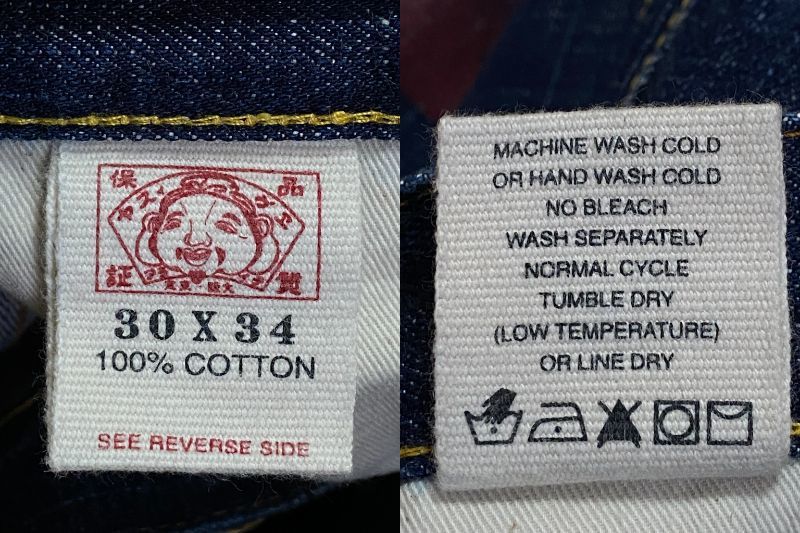 保 品
証 質
30 X 34
100% COTTON
SEE REVERSE SIDE
MACHINE WASH COLD
OR HAND WASH COLD
NO BLEACH
WASH SEPARATELY
NORMAL CYCLE
TUMBLE DRY
(LOW TEMPERATURE)
OR LINE DRY